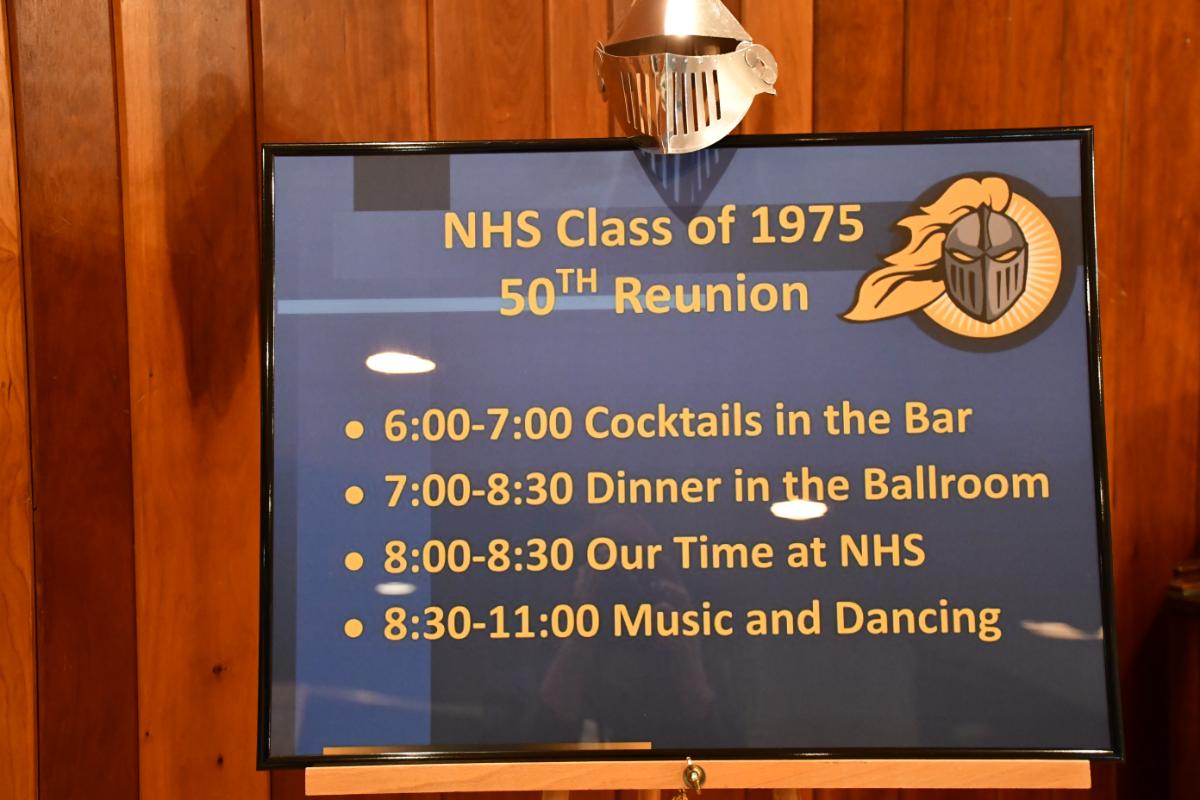 NHS Class of 1975
50TH Reunion
• 6:00-7:00 Cocktails in the Bar
• 7:00-8:30 Dinner in the Ballroom
• 8:00-8:30 Our Time at NHS
• 8:30-11:00 Music and Dancing